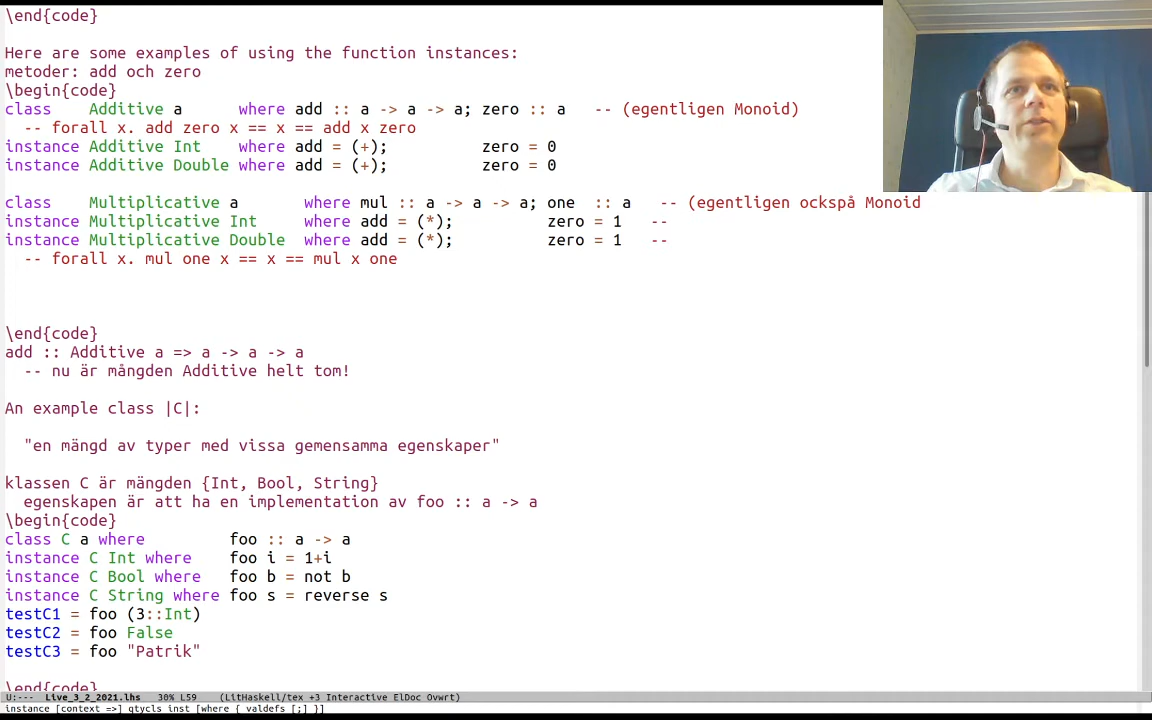 \end{code}
Here are some examples of using the function instances:
metoder: add och zero
\begin{code}
class    Additive a      where add :: a -> a -> a; zero :: a   -- (egentligen Monoid)
  -- forall x. add zero x == x == add x zero
instance Additive Int    where add = (+);          zero = 0
instance Additive Double where add = (+);          zero = 0
class    Multiplicative a       where mul :: a -> a -> a; one  :: a   -- (egentligen ockspå Monoid
instance Multiplicative Int     where add = (*);          zero = 1   --
instance Multiplicative Double  where add = (*);          zero = 1   --
  -- forall x. mul one x == x == mul x one
\end{code}
add :: Additive a => a -> a -> a
  -- nu är mångden Additive helt tom!
An example class |C|:
  "en mängd av typer med vissa gemensamma egenskaper"
klassen C är mängden {Int, Bool, String}
  egenskapen är att ha en implementation av foo :: a -> a
\begin{code}
class C a where         foo :: a -> a
instance C Int where    foo i = 1+i
instance C Bool where   foo b = not b
instance C String where foo s = reverse s
testC1 = foo (3::Int)
testC2 = foo False
testC3 = foo "Patrik"
\end{code}
U:---  Live_3_2_2021.lhs   30% L59    (LitHaskell/tex +3 Interactive ElDoc Ovwrt)
instance [context =>] qtycls inst [where { valdefs [;] }]